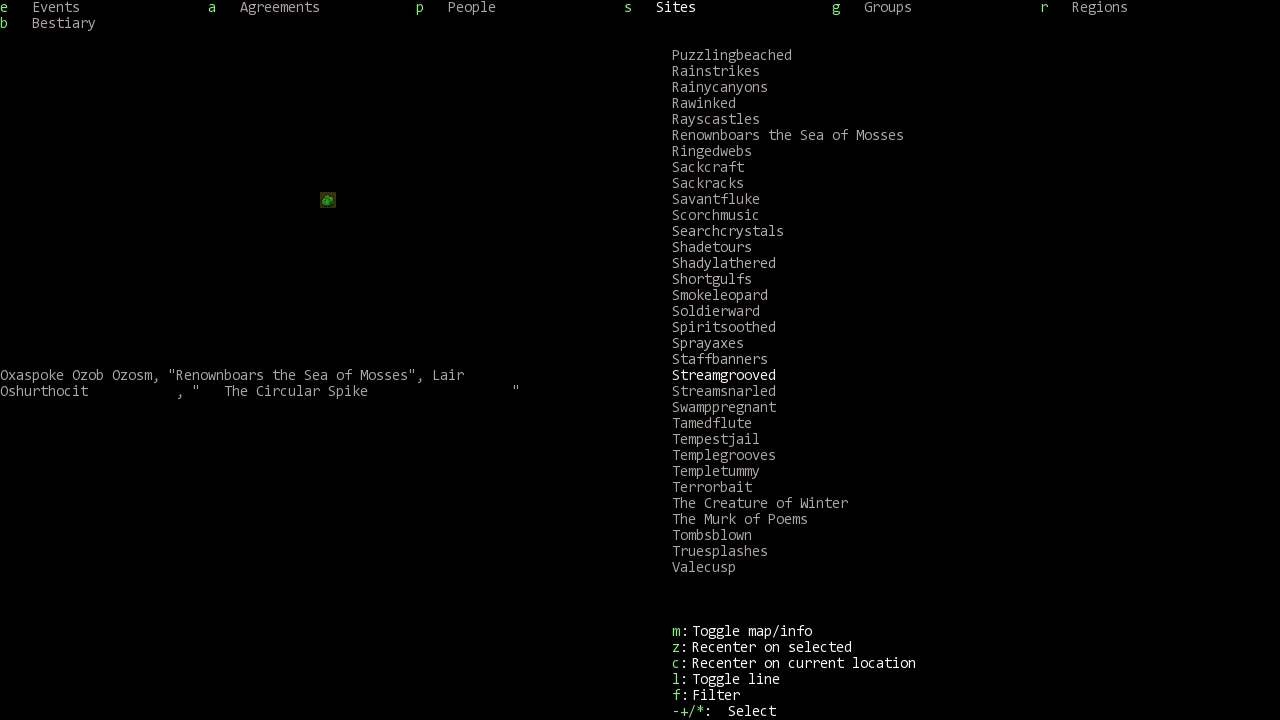 e Events a Agreements p People s Sites g Groups r Regions
b Bestiary
Puzzlingbeached
Rainstrikes
Rainycanyons
Rawinked
Rayscastles
Renownboars the Sea of Mosses
Ringedwebs
Sackcraft
Sackracks
Savantfluke
Scorchmusic
Searchcrystals
Shadetours
Shadylathered
Shortgulfs
Smokeleopard
Soldierward
Spiritsoothed
Sprayaxes
Staffbanners
Oxaspoke Ozob Ozosm, "Renownboars the Sea of Mosses", Lair
Oshurthocit , " The Circular Spike "
Streamgrooved
Streamsnarled
Swamppregnant
Tamedflute
Tempestjail
Templegrooves
Templetummy
Terrorbait
The Creature of Winter
The Murk of Poems
Tombsblown
Truesplashes
Valecusp
m: Toggle map/info
z: Recenter on selected
c: Recenter on current location
l: Toggle line
f: Filter
-+/*: Select